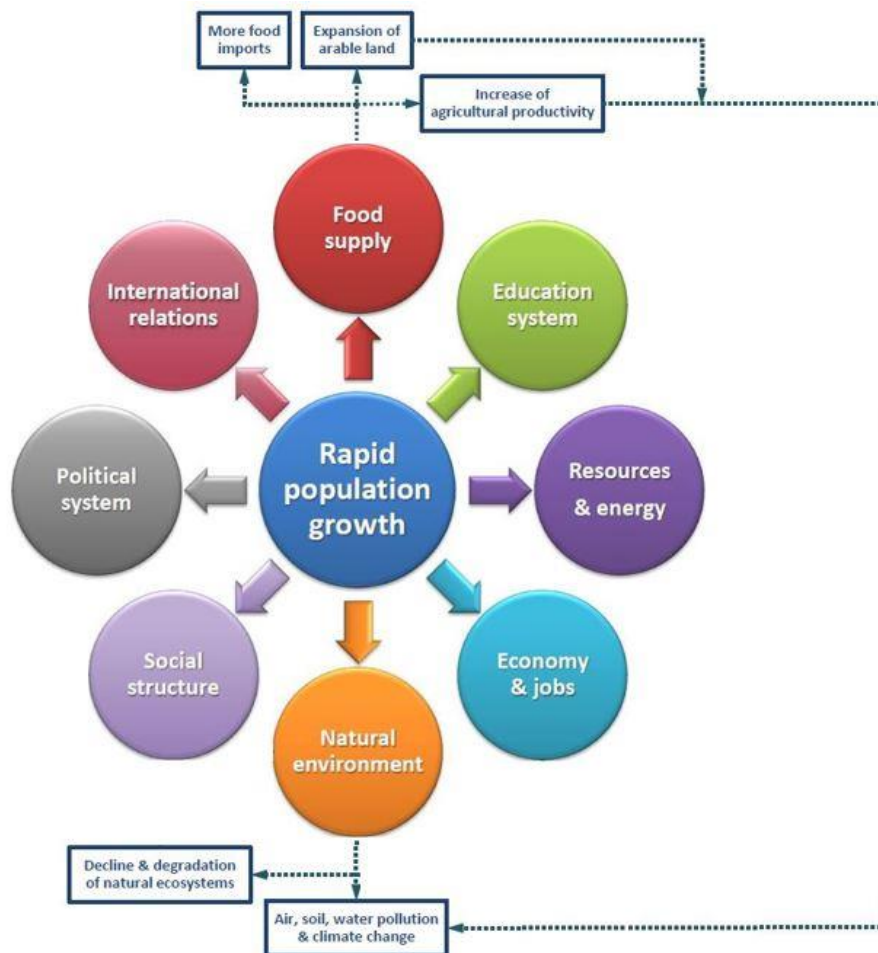 More food
imports
Expansion of
arable land
Increase of
agricultural productivity
Food
supply
International
relations
Education
system
Rapid
population
growth
Political
system
Resources
& energy
Social
structure
Economy
& jobs
Natural
environment
Decline & degradation
of natural ecosystems
Air, soil, water pollution
& climate change